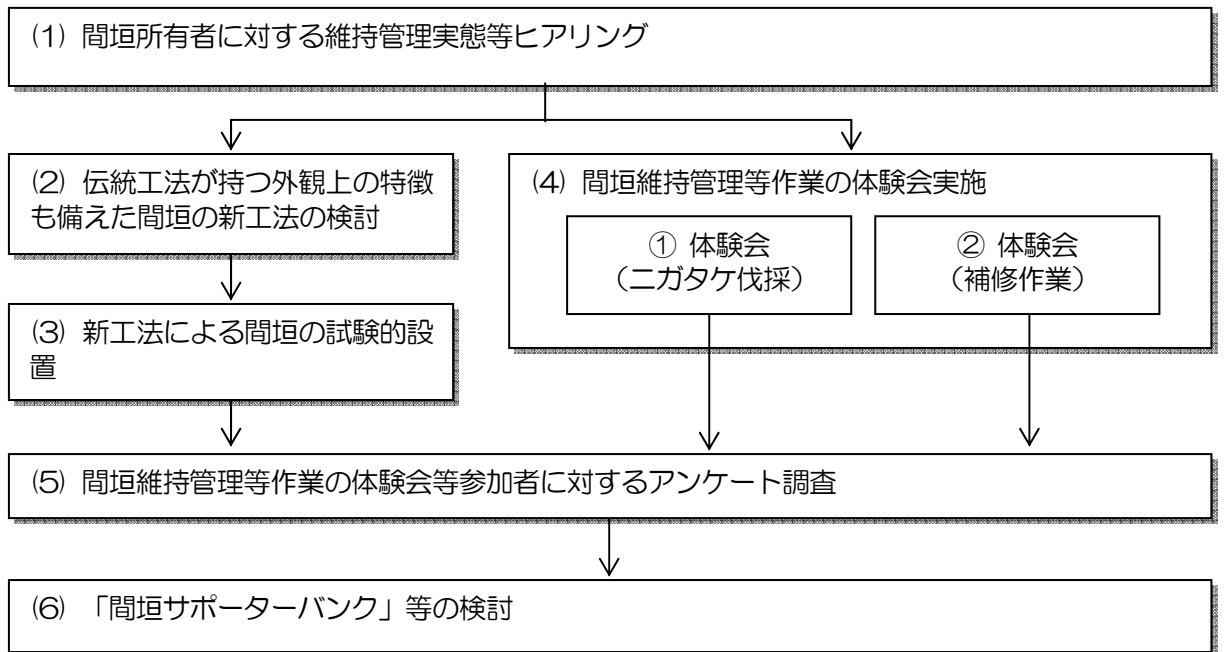 (1) 間垣所有者に対する維持管理実態等ヒアリング
(2) 伝統工法が持つ外観上の特徴
も備えた間垣の新工法の検討
(3) 新工法による間垣の試験的設
置
(4) 間垣維持管理等作業の体験会実施
① 体験会
（ニガタケ伐採）
② 体験会
（補修作業）
(5) 間垣維持管理等作業の体験会等参加者に対するアンケート調査
(6) 「間垣サポーターバンク」等の検討